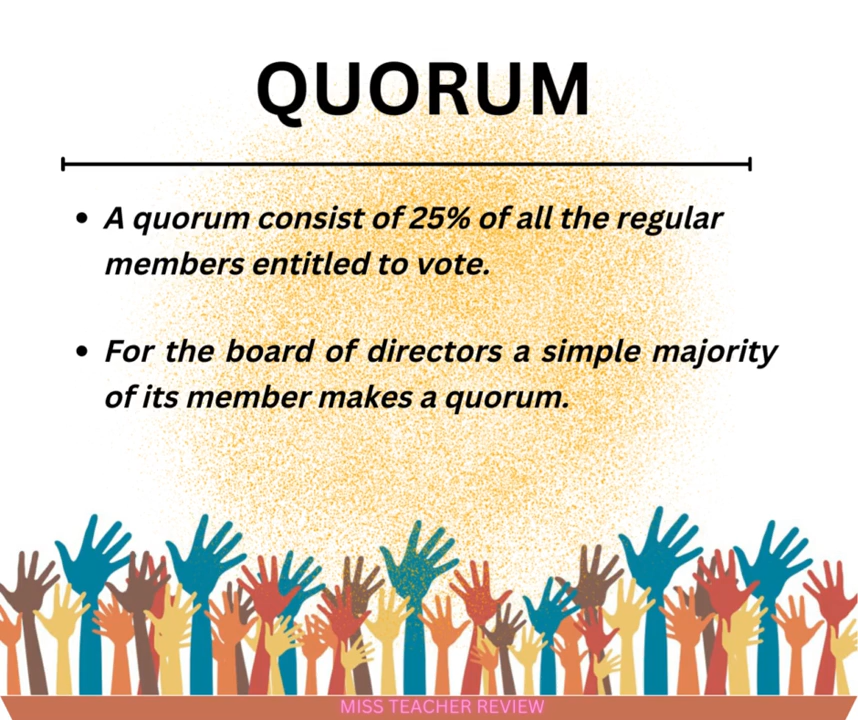 QUORUM
• A quorum consist of 25% of all the regular
members entitled to vote.
• For the board of directors a simple majority
of its member makes a quorum.
MISS TEACHER REVIEW